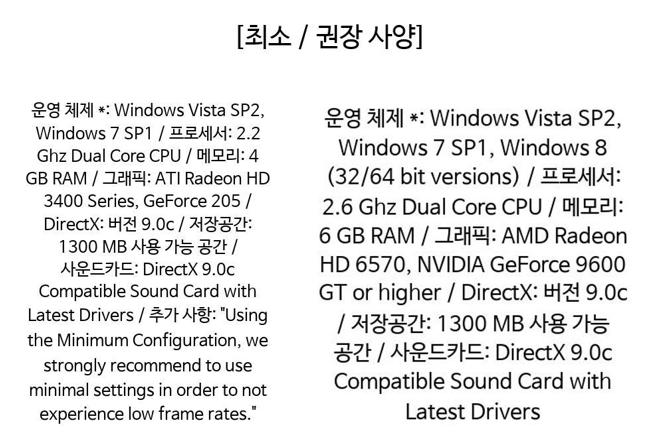 [최소 / 권장 사양]
운영 체제 *: Windows Vista SP2,
Windows 7 SP1 / 프로세서: 2.2
Ghz Dual Core CPU / 메모리: 4
GB RAM / 그래픽: ATI Radeon HD
3400 Series, GeForce 205 /
DirectX: 버전 9.0c / 저장공간:
1300 MB 사용 가능 공간 /
사운드카드: DirectX 9.0c
Compatible Sound Card with
Latest Drivers / 추가 사항: "Using
the Minimum Configuration, we
strongly recommend to use
minimal settings in order to not
experience low frame rates."
운영 체제 *: Windows Vista SP2,
Windows 7 SP1, Windows 8
(32/64 bit versions) / 프로세서:
2.6 Ghz Dual Core CPU / 메모리:
6 GB RAM / 그래픽: AMD Radeon
HD 6570, NVIDIA GeForce 9600
GT or higher / DirectX: 버전 9.0c
/ 저장공간: 1300 MB 사용 가능
공간 / 사운드카드: DirectX 9.0c
Compatible Sound Card with
Latest Drivers